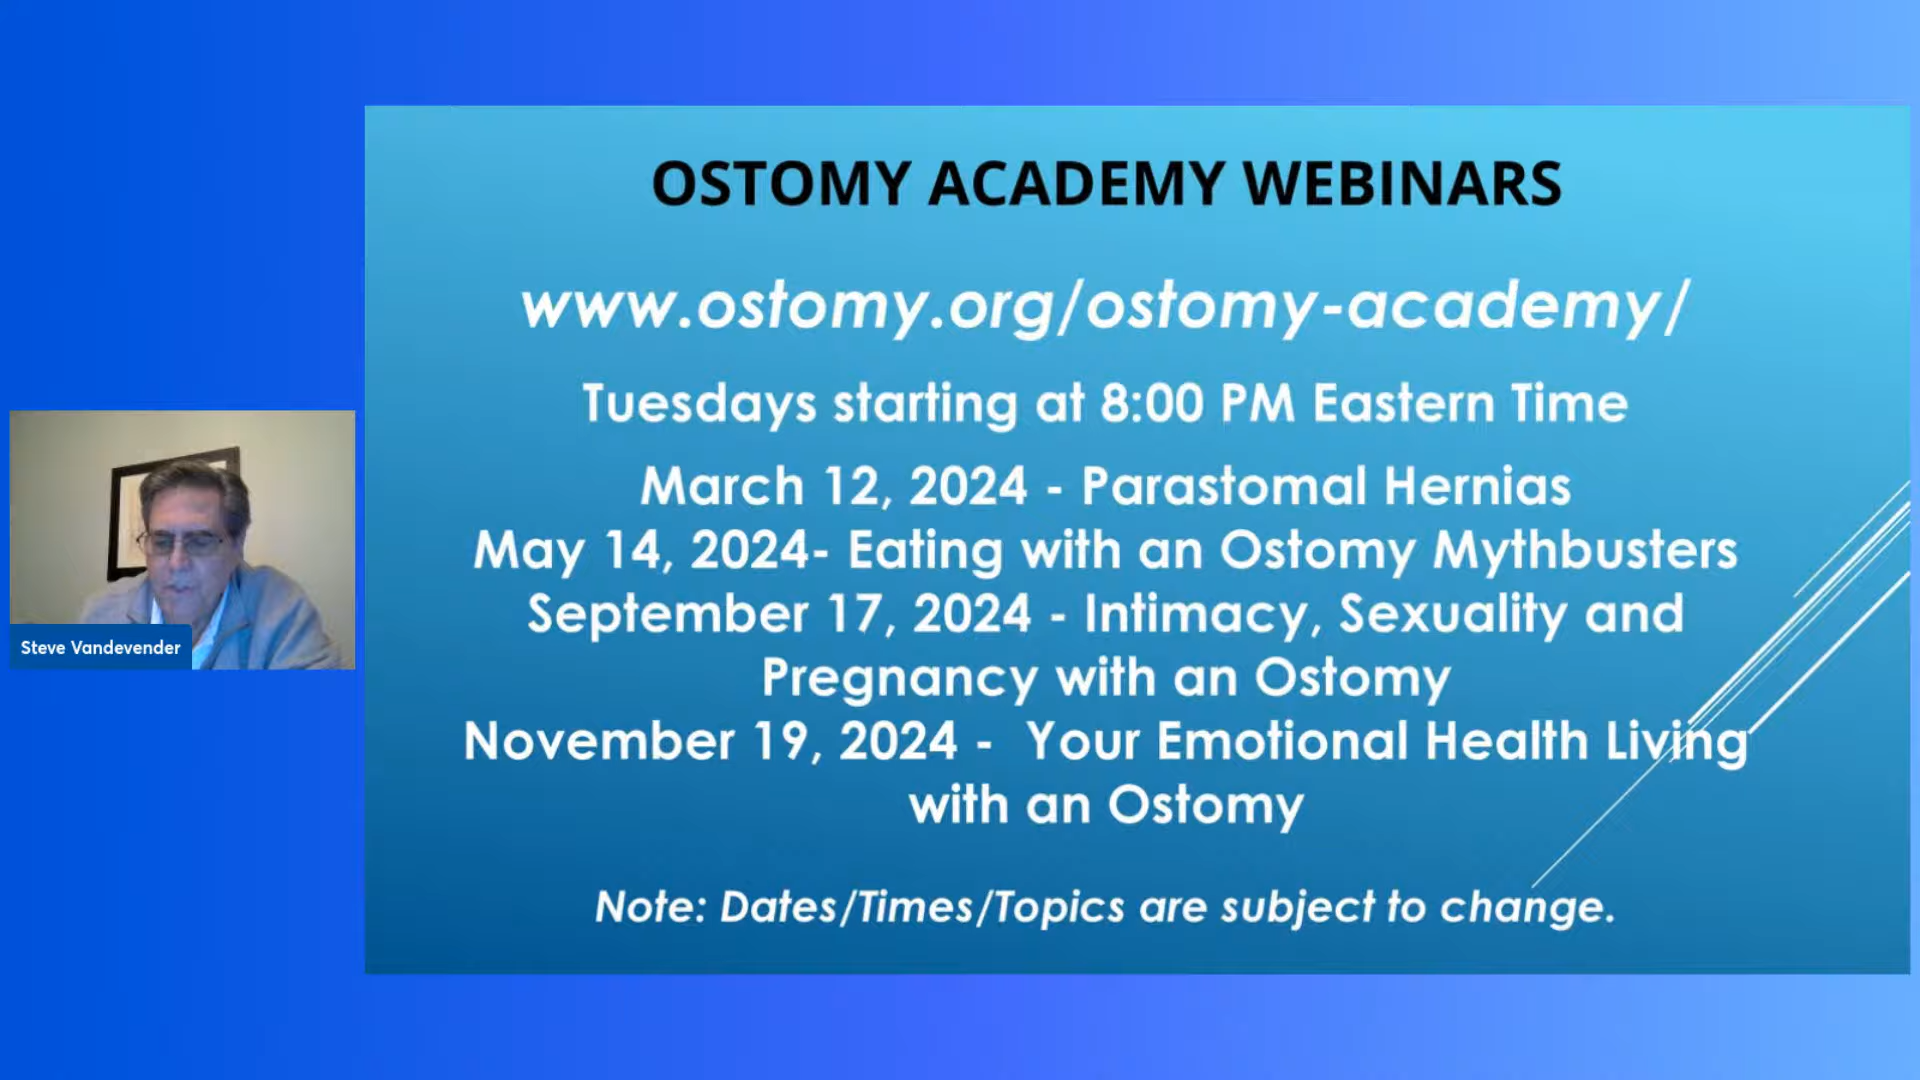 OSTOMY ACADEMY WEBINARS
www.ostomy.org/ostomy-academy/
Tuesdays starting at 8:00 PM Eastern Time
March 12, 2024 - Parastomal Hernias
May 14, 2024- Eating with an Ostomy Mythbusters
September 17, 2024 - Intimacy, Sexuality and
Pregnancy with an Ostomy
November 19, 2024 -  Your Emotional Health Living
with an Ostomy
Note: Dates/Times/Topics are subject to change.
Steve Vandevender